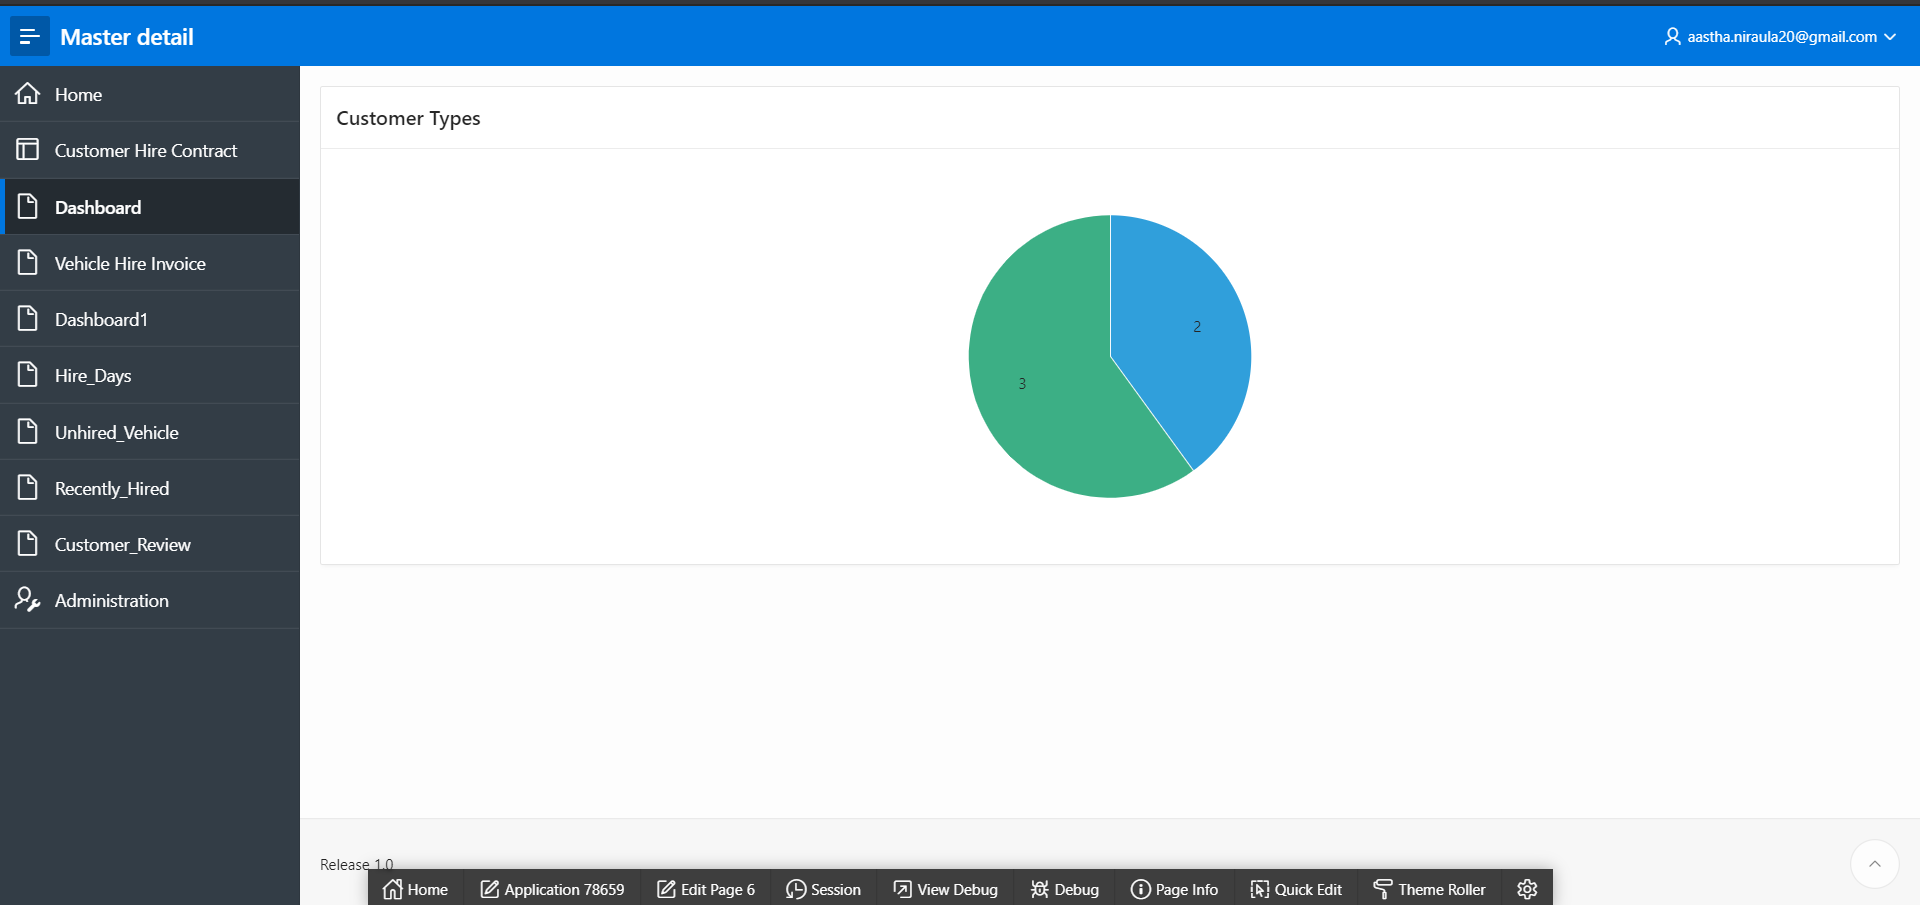 Master detail
aastha.niraula20@gmail.com
Home
Customer Hire Contract
Dashboard
Vehicle Hire Invoice
Dashboard1
Hire_Days
Unhired_Vehicle
Recently_Hired
Customer_Review
Administration
Customer Types
2
3
Release 1.0
Home Application 78659 Edit Page 6 Session View Debug Debug Page Info Quick Edit Theme Roller